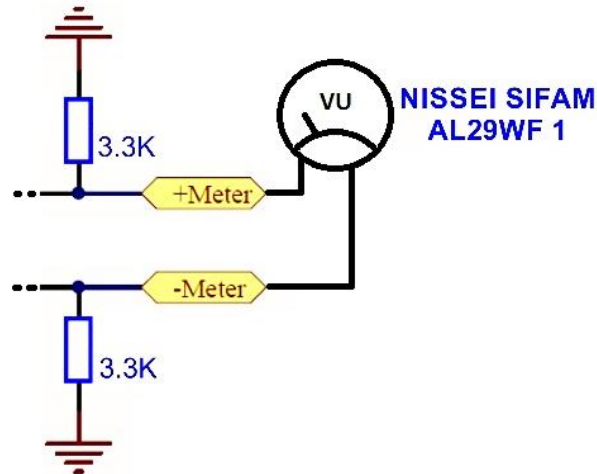 VU
NISSEI SIFAM
AL29WF 1
3.3K
+Meter
-Meter
3.3K